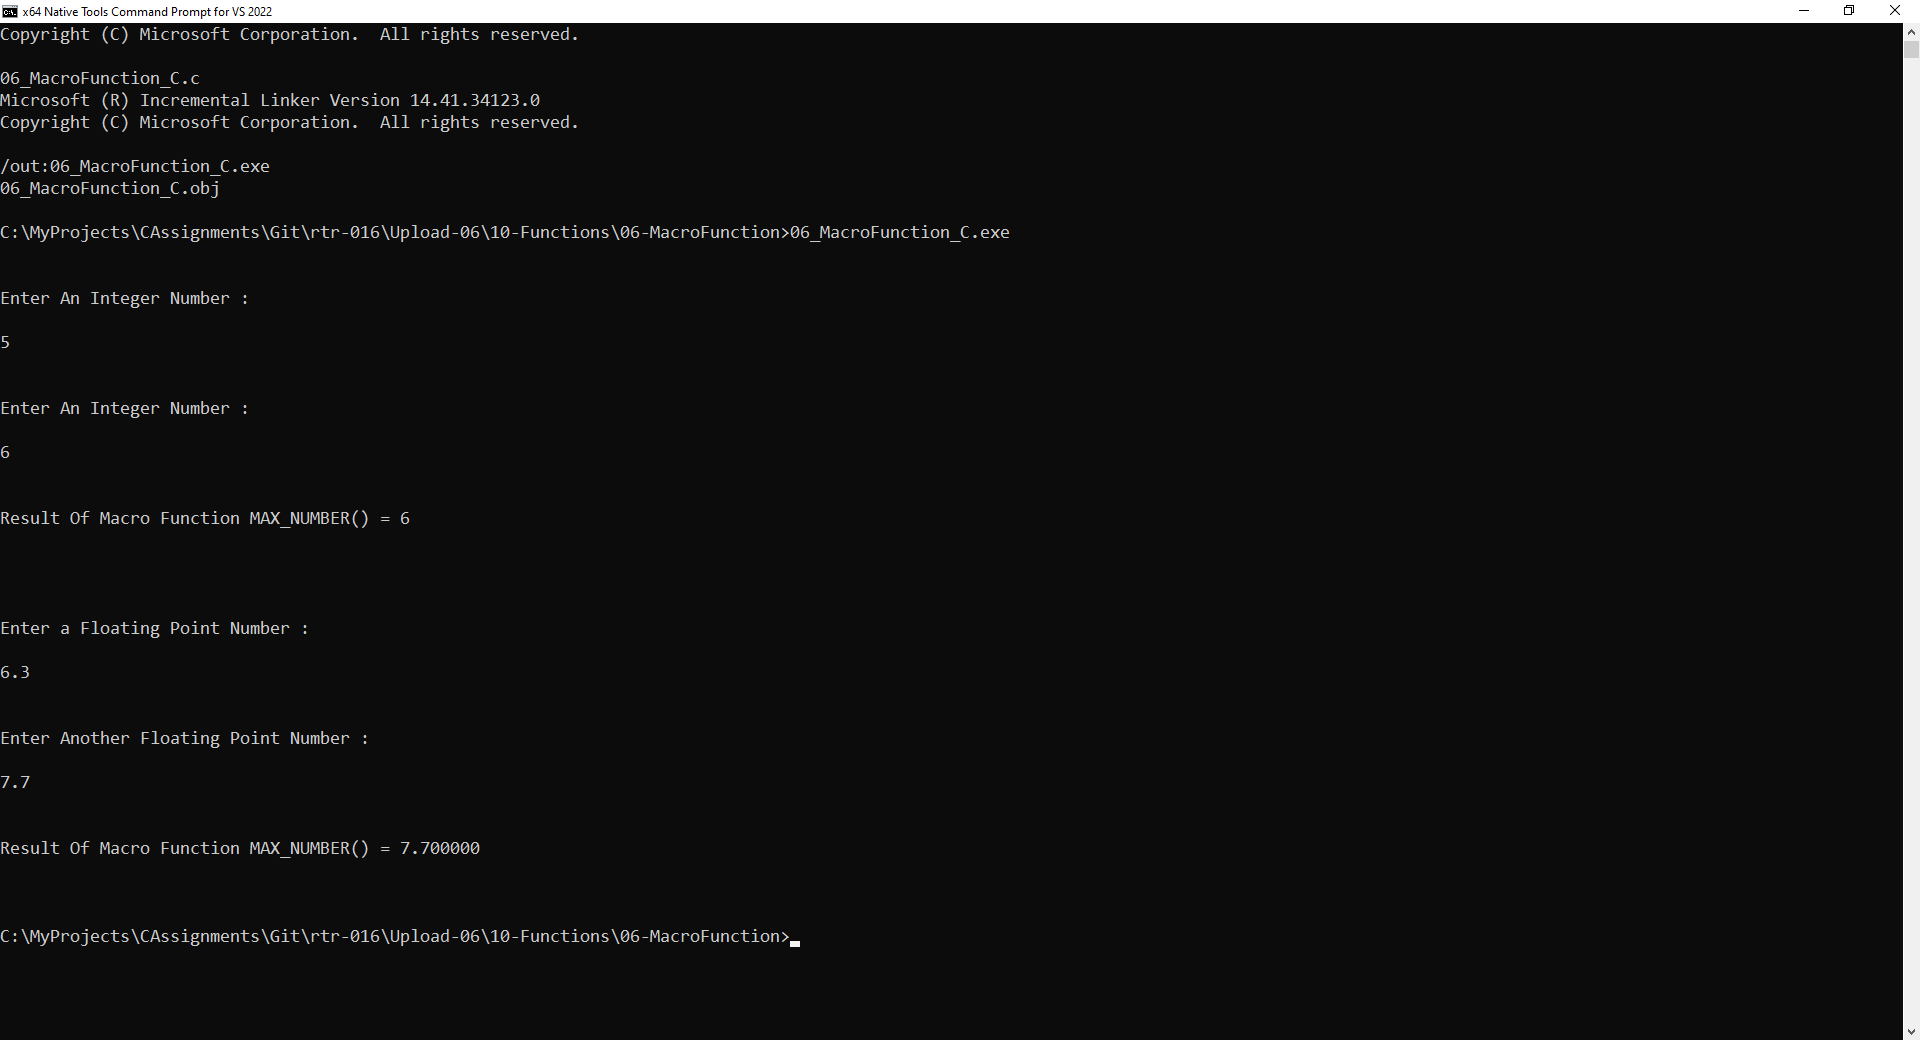 x64 Native Tools Command Prompt for VS 2022
Copyright (C) Microsoft Corporation.  All rights reserved.
06_MacroFunction_C.c
Microsoft (R) Incremental Linker Version 14.41.34123.0
Copyright (C) Microsoft Corporation.  All rights reserved.
/out:06_MacroFunction_C.exe
06_MacroFunction_C.obj
C:\MyProjects\CAssignments\Git\rtr-016\Upload-06\10-Functions\06-MacroFunction>06_MacroFunction_C.exe
Enter An Integer Number :
5
Enter An Integer Number :
6
Result Of Macro Function MAX_NUMBER() = 6
Enter a Floating Point Number :
6.3
Enter Another Floating Point Number :
7.7
Result Of Macro Function MAX_NUMBER() = 7.700000
C:\MyProjects\CAssignments\Git\rtr-016\Upload-06\10-Functions\06-MacroFunction>